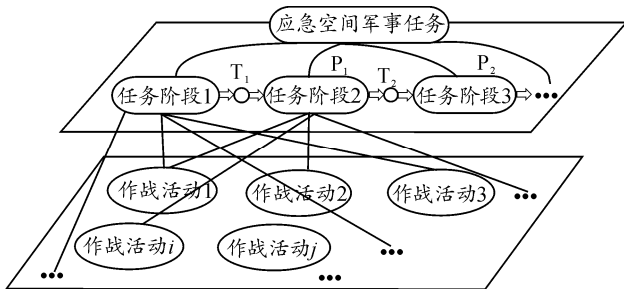 应急空间军事任务
T1 P1 T2 P2
任务阶段1 任务阶段2 任务阶段3 •••
作战活动1 作战活动2 作战活动3 •••
作战活动i 作战活动j •••
••• •••